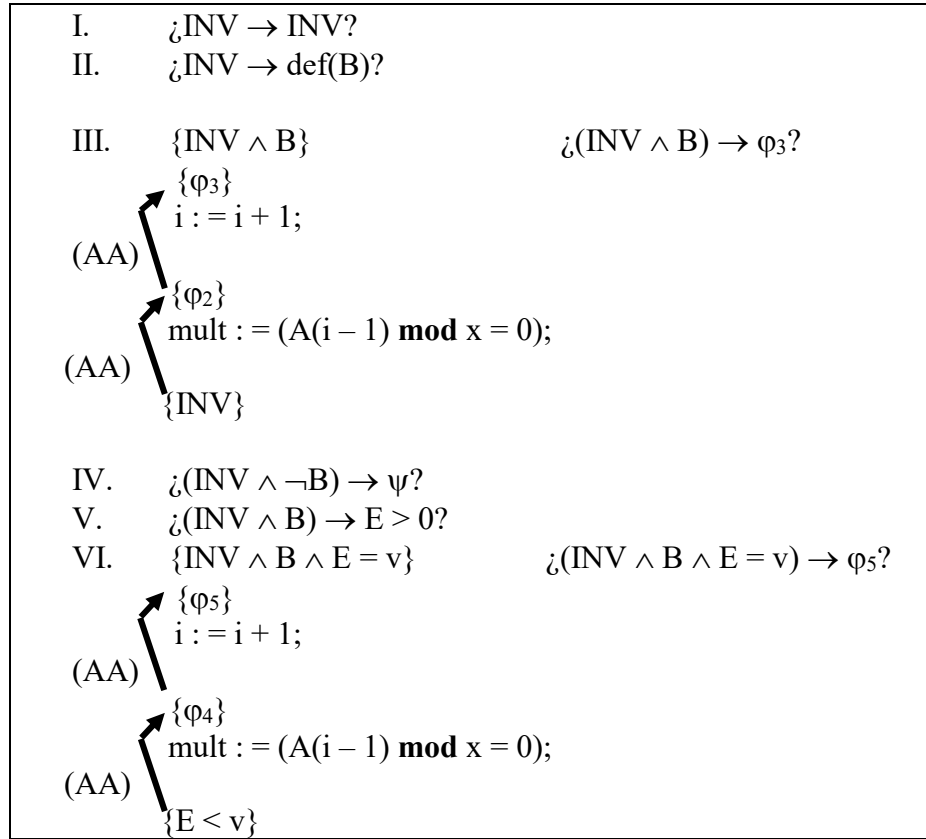 I. ¿INV → INV?
II. ¿INV → def(B)?
III. {INV ∧ B} ¿(INV ∧ B) → φ₃?
{φ₃}
i : = i + 1;
(AA)
{φ₂}
mult : = (A(i – 1) mod x = 0);
(AA)
{INV}
IV. ¿(INV ∧ ¬B) → ψ?
V. ¿(INV ∧ B) → E > 0?
VI. {INV ∧ B ∧ E = v} ¿(INV ∧ B ∧ E = v) → φ₅?
{φ₅}
i : = i + 1;
(AA)
{φ₄}
mult : = (A(i – 1) mod x = 0);
(AA)
{E < v}